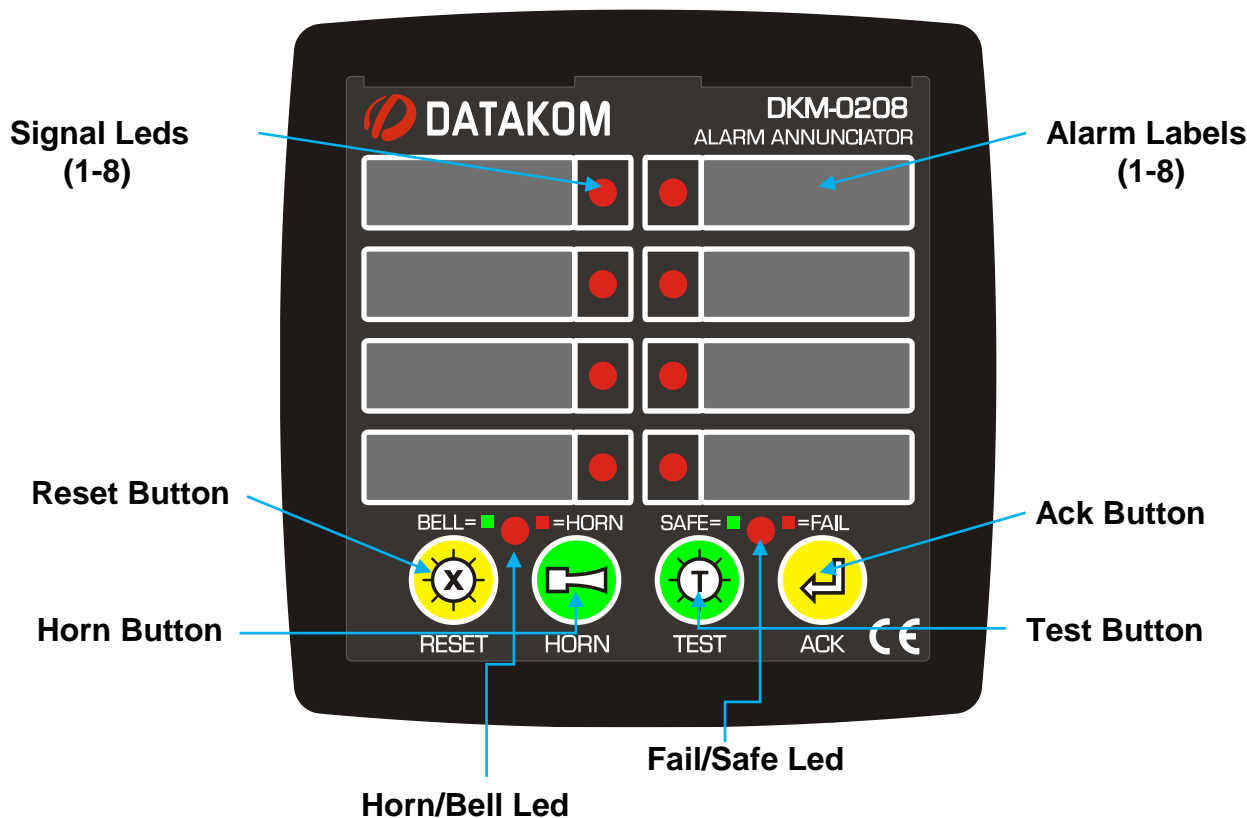 DATAKOM
DKM-0208
ALARM ANNUNCIATOR
Signal Leds
(1-8)
Alarm Labels
(1-8)
Reset Button
BELL=
=HORN
SAFE=
=FAIL
Ack Button
X
T
Horn Button
RESET
HORN
TEST
ACK
CE
Test Button
Fail/Safe Led
Horn/Bell Led